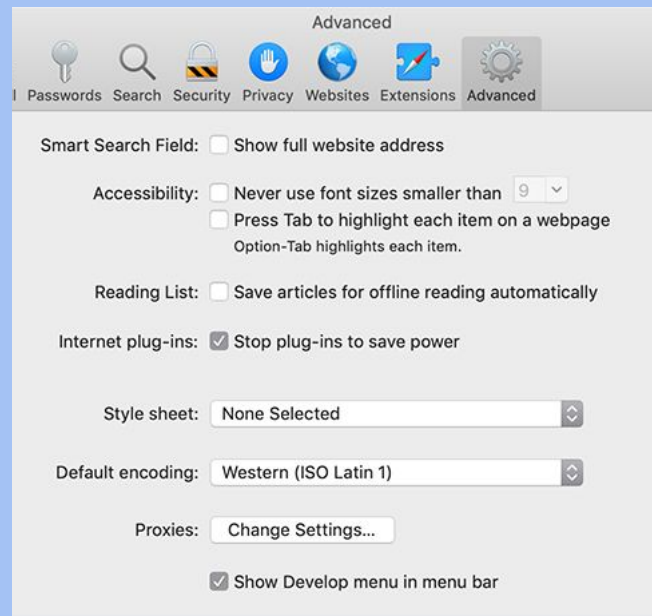 Advanced
l Passwords Search Security Privacy Websites Extensions Advanced
Smart Search Field: Show full website address
Accessibility: Never use font sizes smaller than 9
Press Tab to highlight each item on a webpage
Option-Tab highlights each item.
Reading List: Save articles for offline reading automatically
Internet plug-ins: Stop plug-ins to save power
Style sheet: None Selected
Default encoding: Western (ISO Latin 1)
Proxies: Change Settings...
Show Develop menu in menu bar